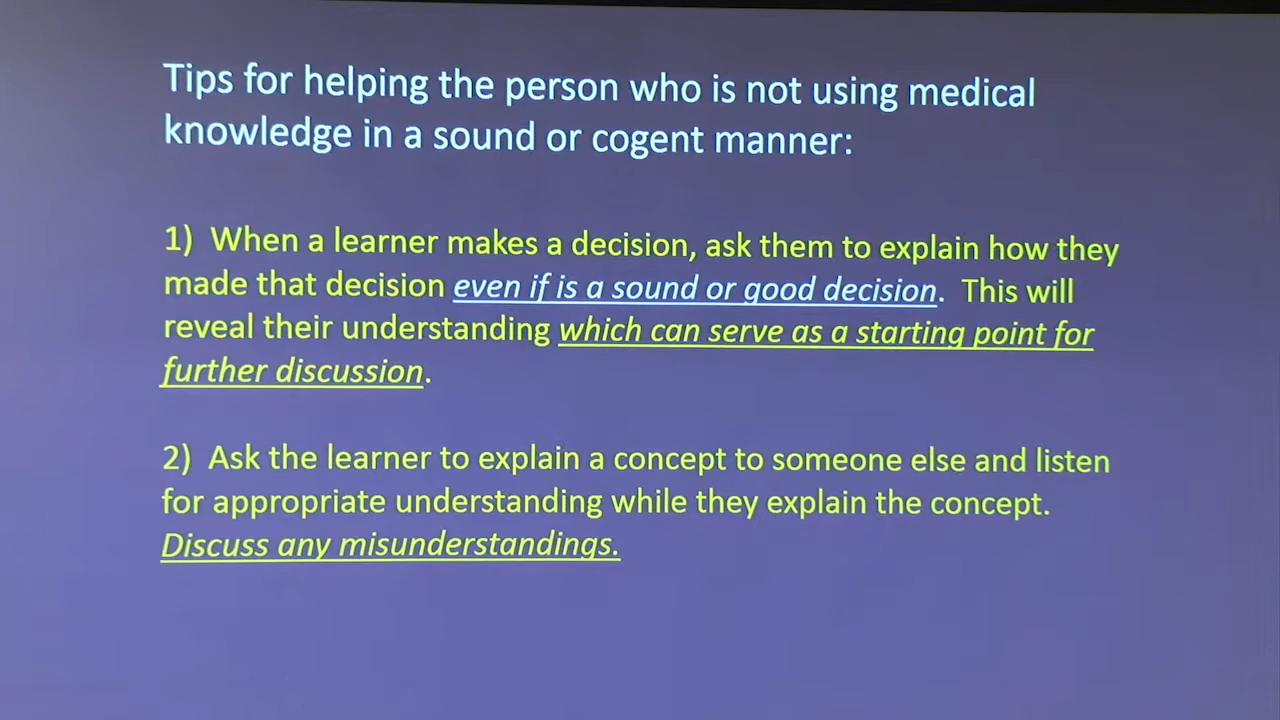 Tips for helping the person who is not using medical
knowledge in a sound or cogent manner:
1) When a learner makes a decision, ask them to explain how they
made that decision even if is a sound or good decision. This will
reveal their understanding which can serve as a starting point for
further discussion.
2) Ask the learner to explain a concept to someone else and listen
for appropriate understanding while they explain the concept.
Discuss any misunderstandings.